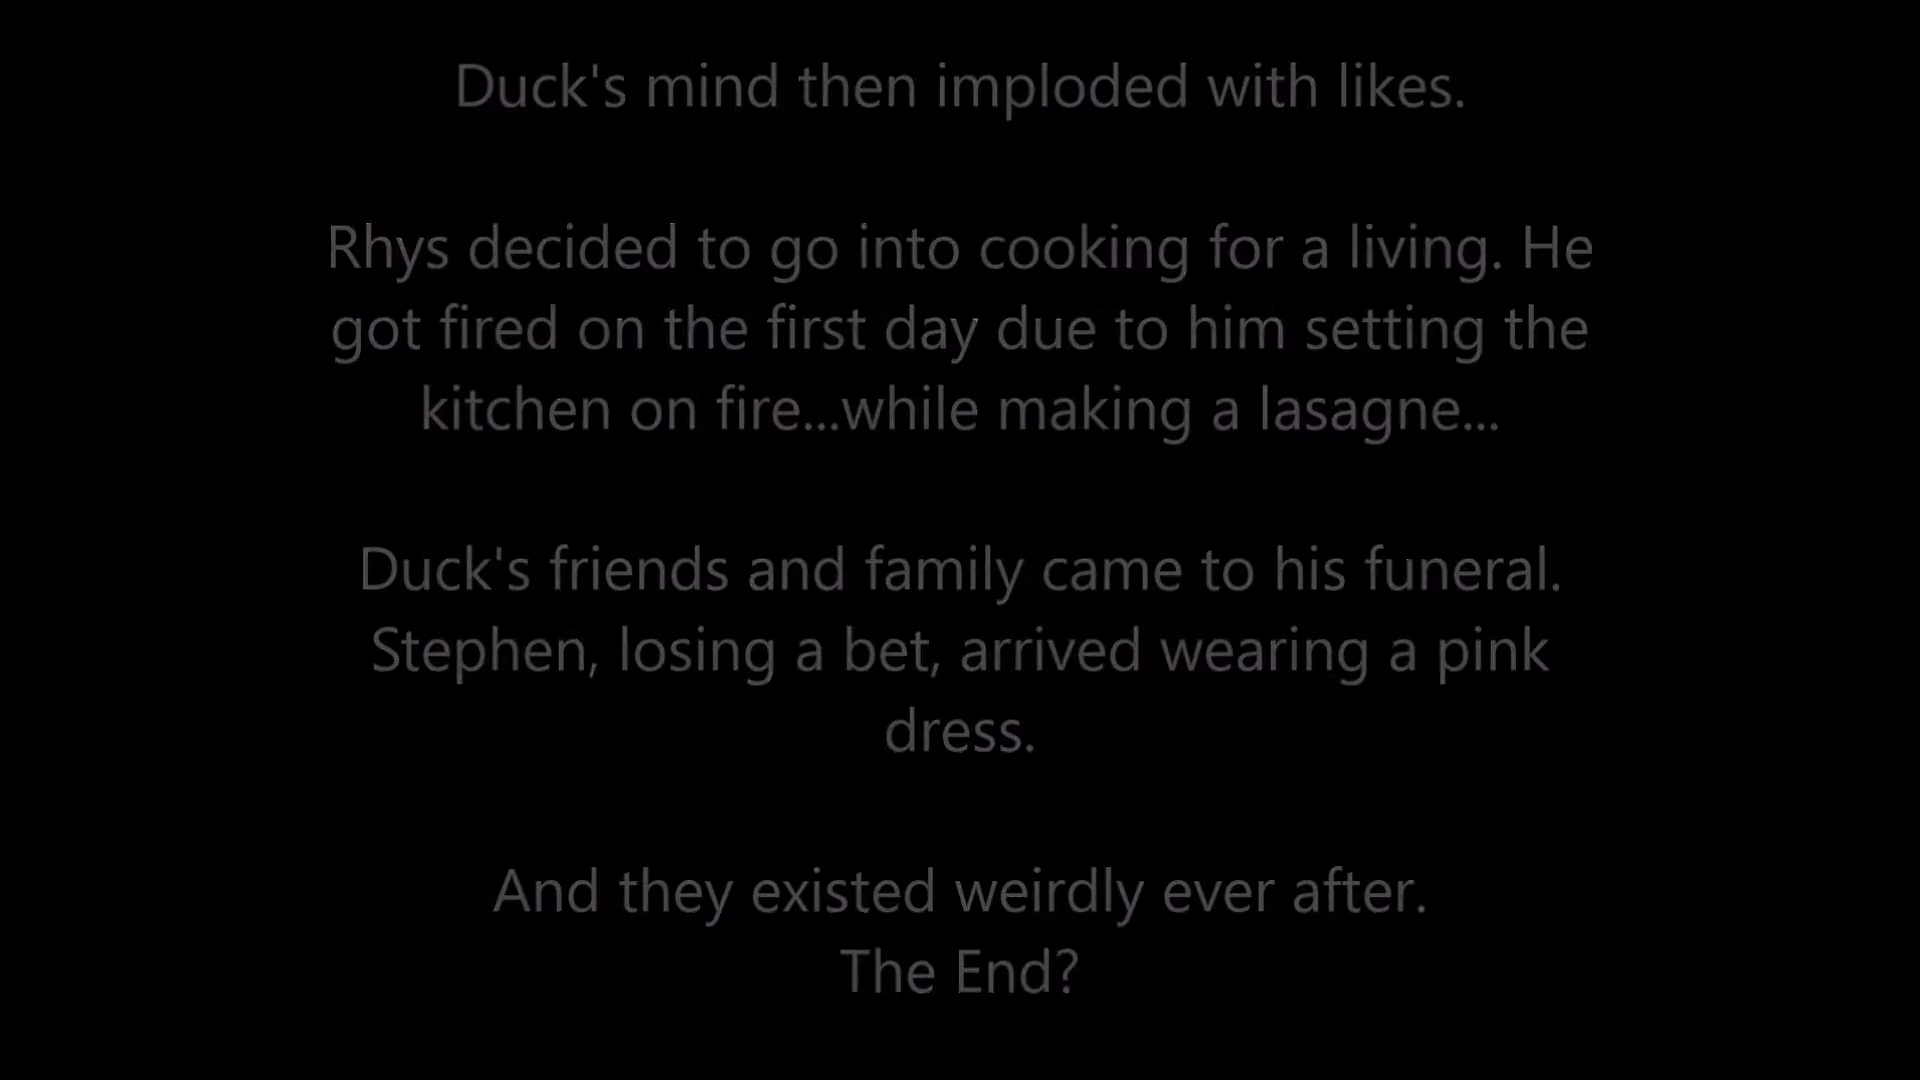 Duck's mind then imploded with likes.
Rhys decided to go into cooking for a living. He
got fired on the first day due to him setting the
kitchen on fire...while making a lasagne...
Duck's friends and family came to his funeral.
Stephen, losing a bet, arrived wearing a pink
dress.
And they existed weirdly ever after.
The End?